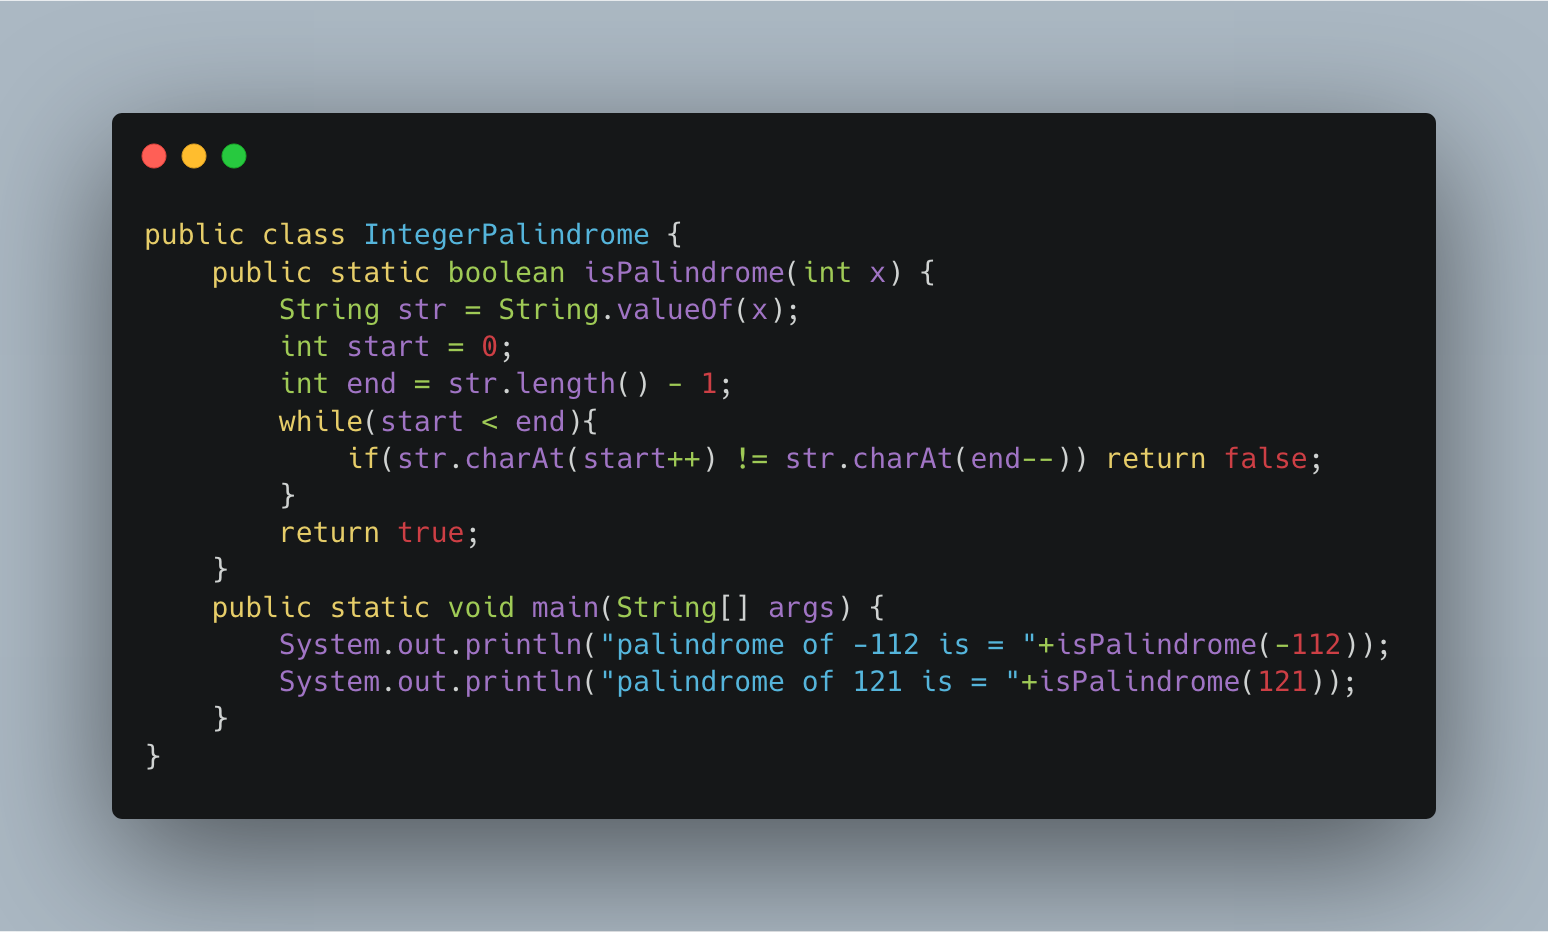 public class IntegerPalindrome {
    public static boolean isPalindrome(int x) {
        String str = String.valueOf(x);
        int start = 0;
        int end = str.length() - 1;
        while(start < end){
            if(str.charAt(start++) != str.charAt(end--)) return false;
        }
        return true;
    }
    public static void main(String[] args) {
        System.out.println("palindrome of -112 is = "+isPalindrome(-112));
        System.out.println("palindrome of 121 is = "+isPalindrome(121));
    }
}